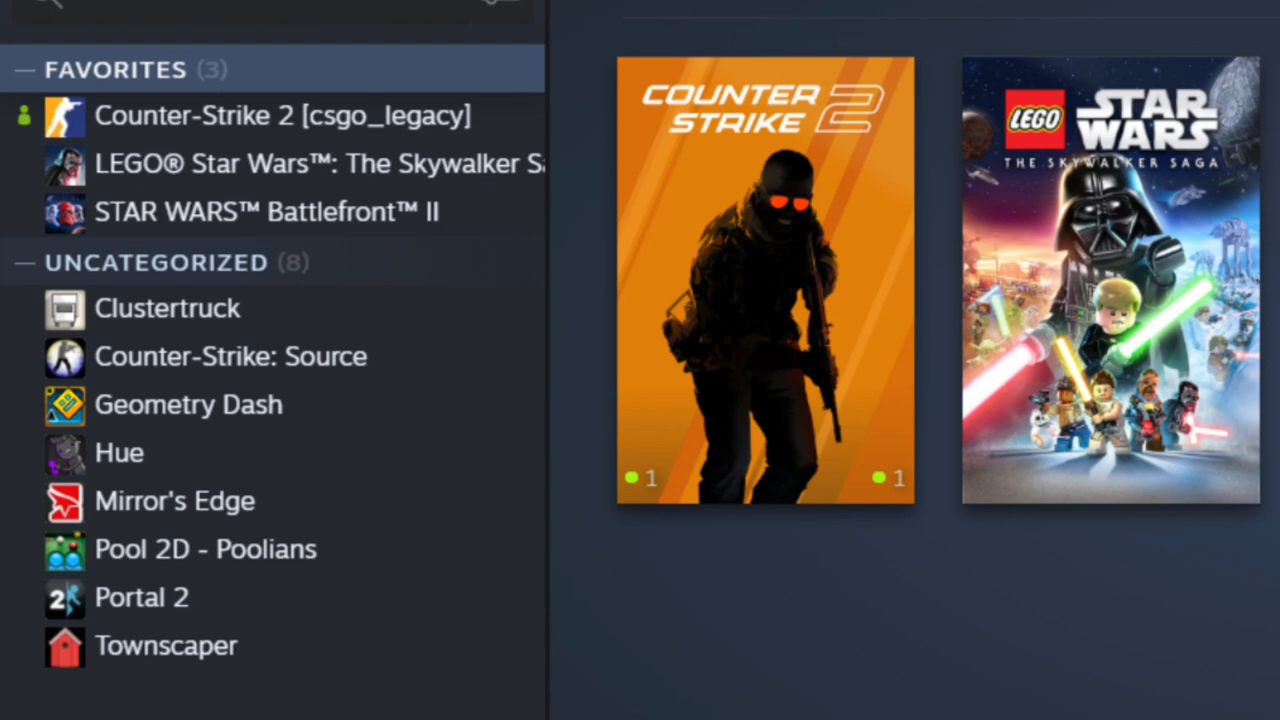 FAVORITES (3)
Counter-Strike 2 [csgo_legacy]
LEGO® Star Wars™: The Skywalker Sa
STAR WARS™ Battlefront™ II
UNCATEGORIZED (8)
Clustertruck
Counter-Strike: Source
Geometry Dash
Hue
Mirror's Edge
Pool 2D - Poolians
2
Portal 2
Townscaper
COUNTER
STRIKE 2
1
1
LEGO
STAR
WARS
THE SKYWALKER SAGA